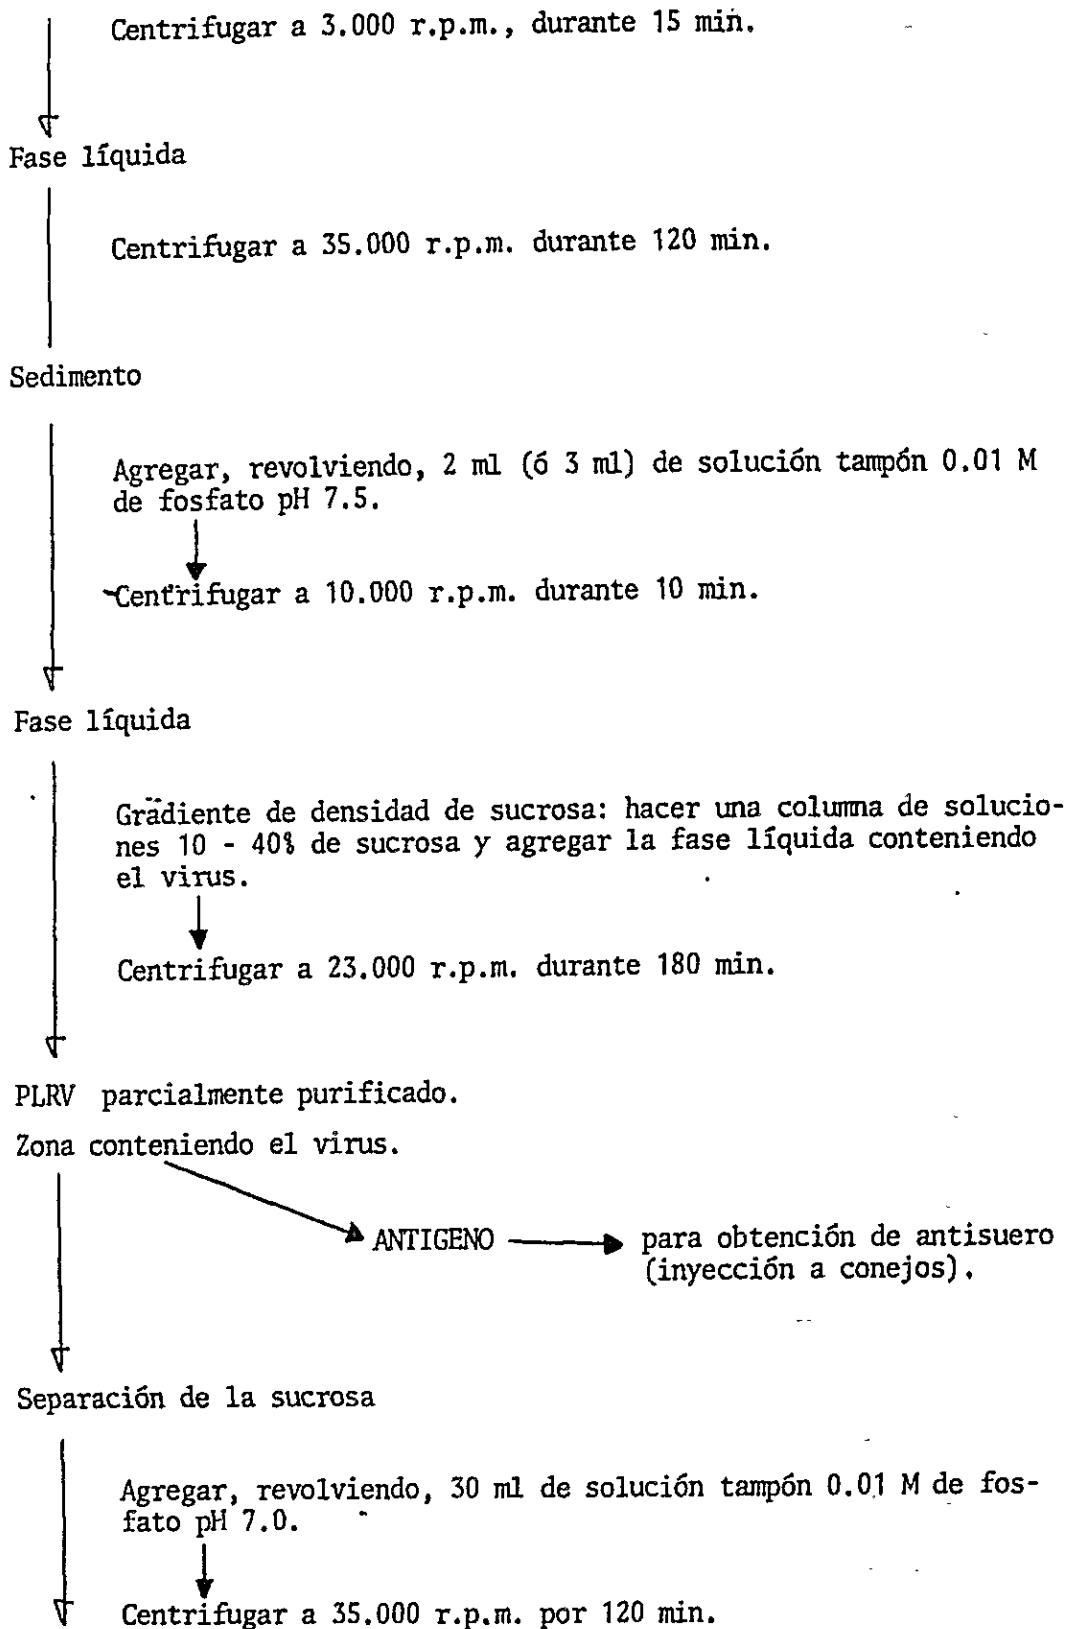 Centrifugar a 3.000 r.p.m., durante 15 min.
Fase líquida
Centrifugar a 35.000 r.p.m. durante 120 min.
Sedimento
Agregar, revolviendo, 2 ml (ó 3 ml) de solución tampón 0.01 M
de fosfato pH 7.5.
Centrifugar a 10.000 r.p.m. durante 10 min.
Fase líquida
Gradiente de densidad de sucrosa: hacer una columna de solucio-
nes 10 - 40% de sucrosa y agregar la fase líquida conteniendo
el virus.
Centrifugar a 23.000 r.p.m. durante 180 min.
PLRV parcialmente purificado.
Zona conteniendo el virus.
ANTIGENO para obtención de antisuero
(inyección a conejos).
Separación de la sucrosa
Agregar, revolviendo, 30 ml de solución tampón 0.01 M de fos-
fato pH 7.0.
Centrifugar a 35.000 r.p.m. por 120 min.